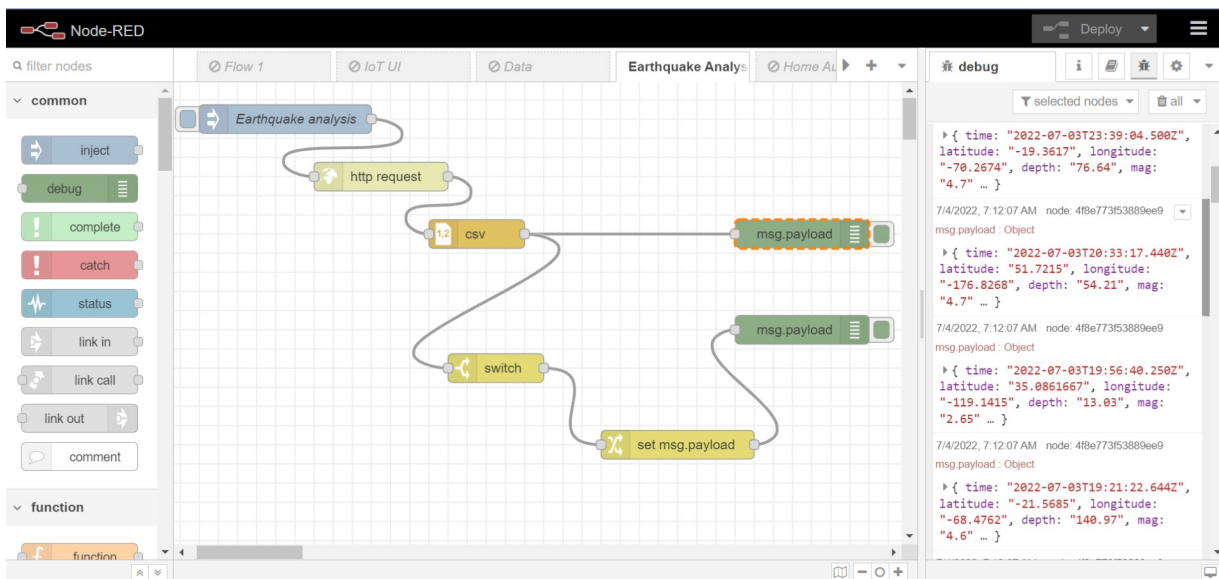 Node-RED
Deploy
filter nodes
Flow 1
IoT UI
Data
Earthquake Analys
Home Au
debug
i
common
selected nodes
all
inject
debug
complete
catch
status
link in
link call
link out
comment
function
function
Earthquake analysis
http request
1,2 csv
msg.payload
msg.payload
switch
set msg.payload
{ time: "2022-07-03T23:39:04.500Z",
latitude: "-19.3617", longitude:
"-70.2674", depth: "76.64", mag:
"4.7" … }
7/4/2022, 7:12:07 AM node: 4f8e773f53889ee9
msg.payload : Object
{ time: "2022-07-03T20:33:17.440Z",
latitude: "51.7215", longitude:
"-176.8268", depth: "54.21", mag:
"4.7" … }
7/4/2022, 7:12:07 AM node: 4f8e773f53889ee9
msg.payload : Object
{ time: "2022-07-03T19:56:40.250Z",
latitude: "35.0861667", longitude:
"-119.1415", depth: "13.03", mag:
"2.65" … }
7/4/2022, 7:12:07 AM node: 4f8e773f53889ee9
msg.payload : Object
{ time: "2022-07-03T19:21:22.644Z",
latitude: "-21.5685", longitude:
"-68.4762", depth: "140.97", mag:
"4.6" … }